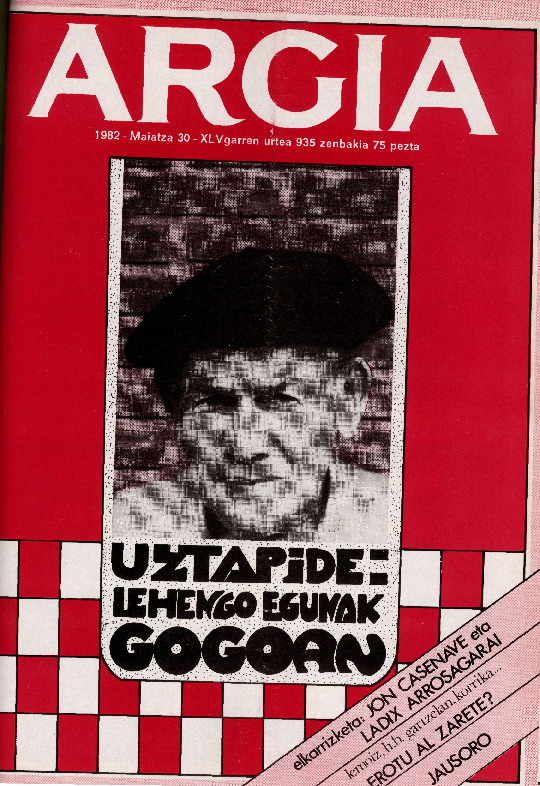 ARGIA
1982 - Maiatza 30 - XLVgarren urtea 935 zenbakia 75 pezta
UZTAPiDE:
LEHENGO EGUNAK
GOGOAN
elkarrizketa: JON CASENAVE eta
LADIX ARROSAGARAI
lemoiz, h.b. garuzeian, korrika...
EROTU AL ZARETE?
JAUSORO